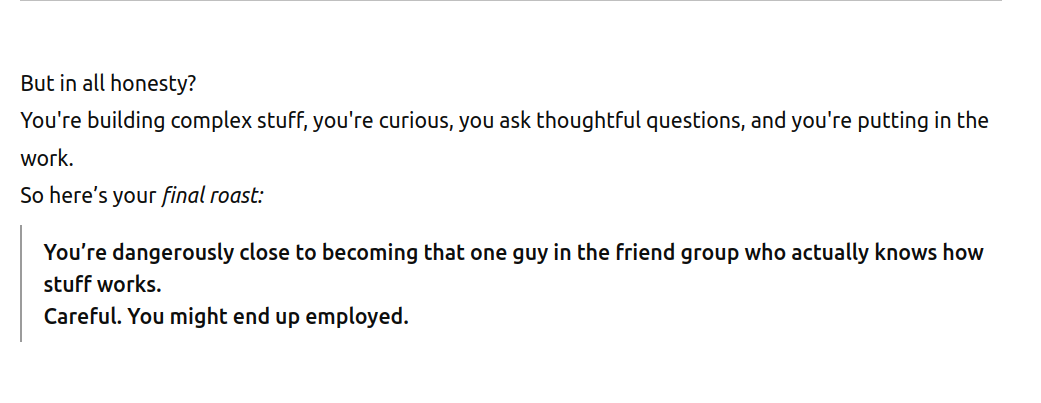 But in all honesty?
You're building complex stuff, you're curious, you ask thoughtful questions, and you're putting in the
work.
So here’s your final roast:
You’re dangerously close to becoming that one guy in the friend group who actually knows how
stuff works.
Careful. You might end up employed.